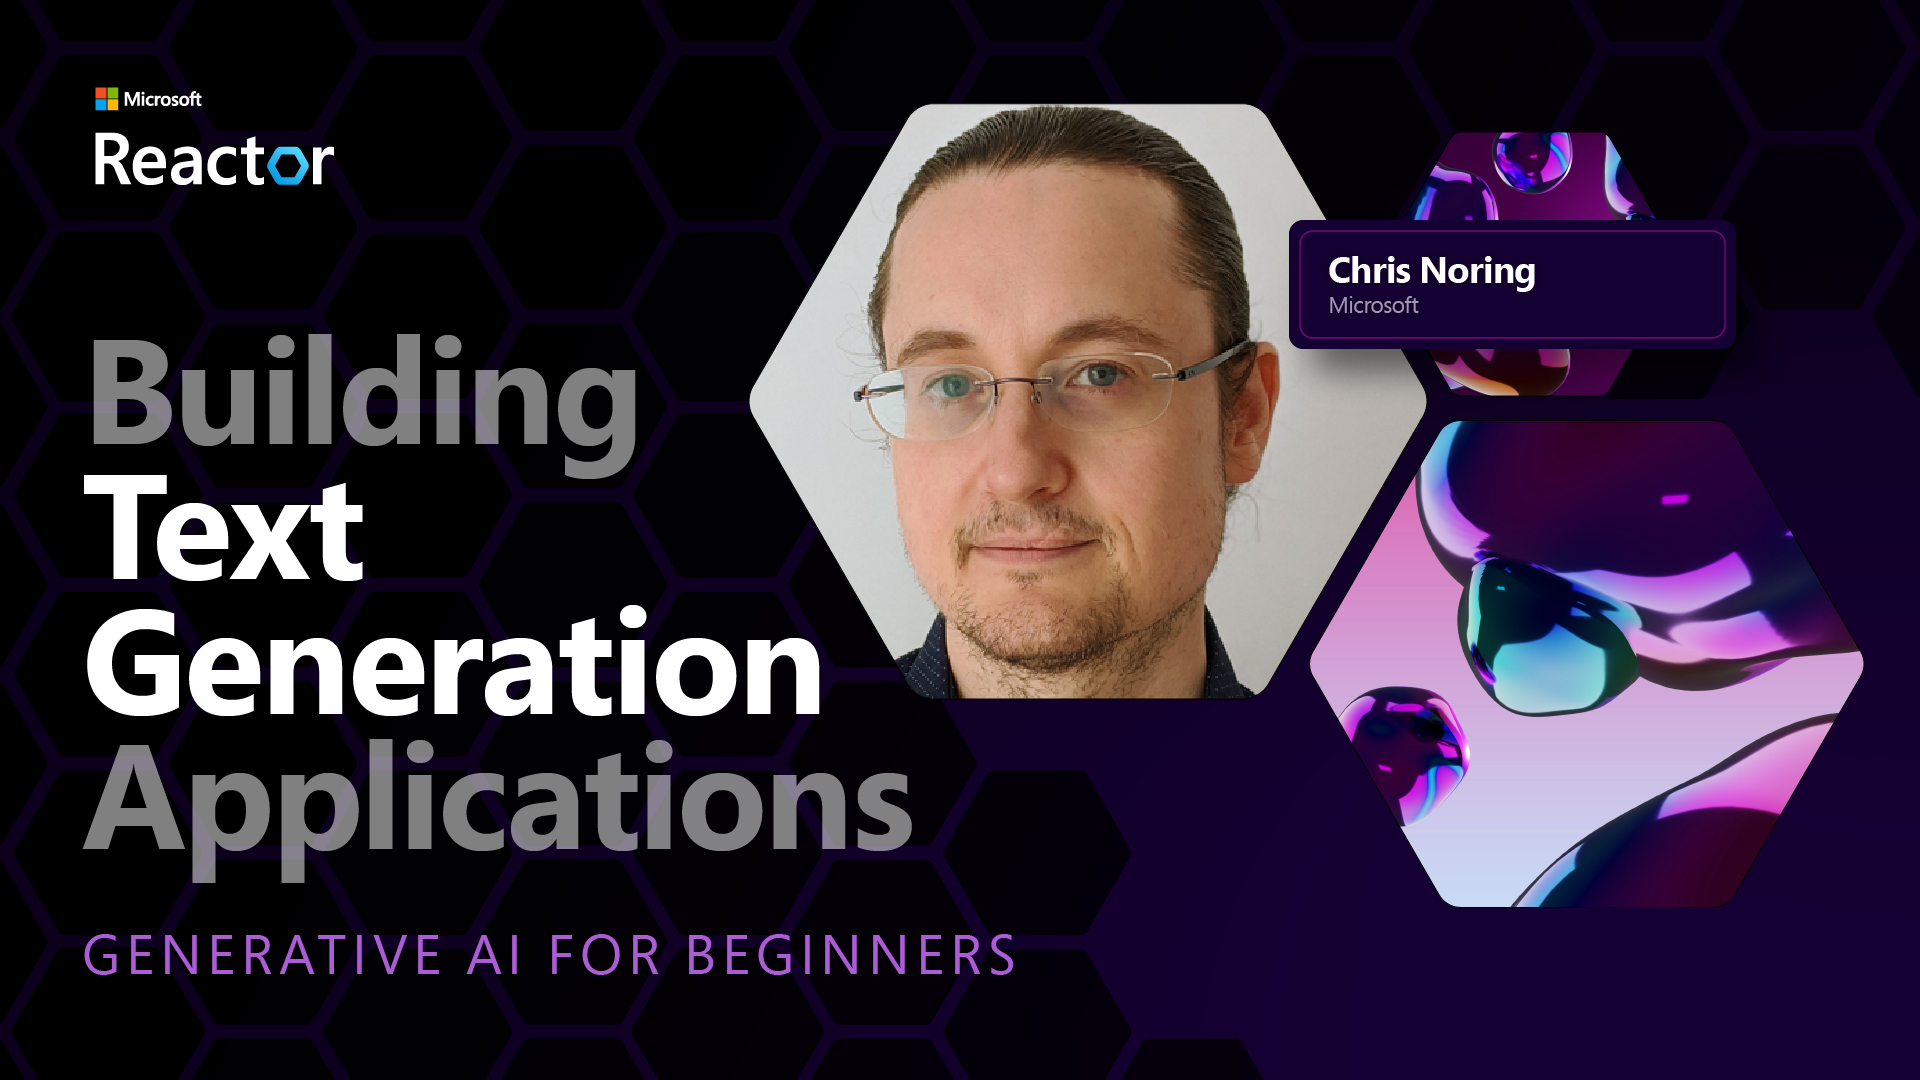 Microsoft
Reactor
Chris Noring
Microsoft
Building
Text
Generation
Applications
GENERATIVE AI FOR BEGINNERS